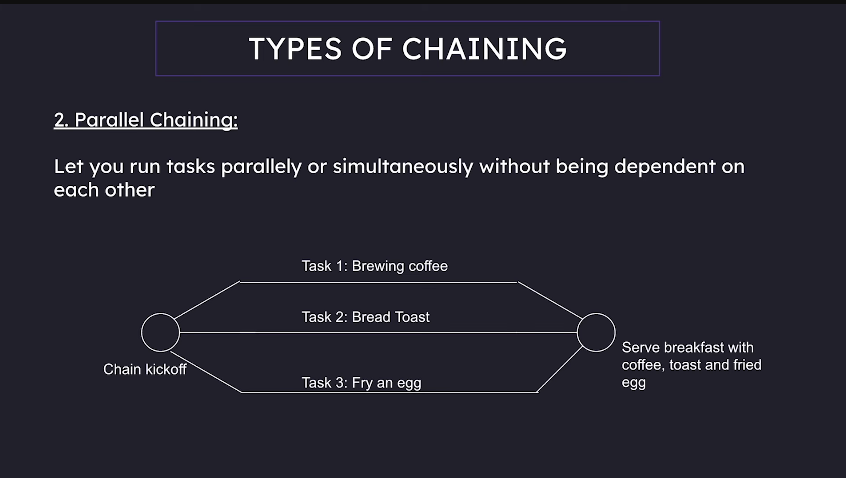 TYPES OF CHAINING
2. Parallel Chaining:
Let you run tasks parallely or simultaneously without being dependent on
each other
Task 1: Brewing coffee
Task 2: Bread Toast
Chain kickoff
Task 3: Fry an egg
Serve breakfast with
coffee, toast and fried
egg